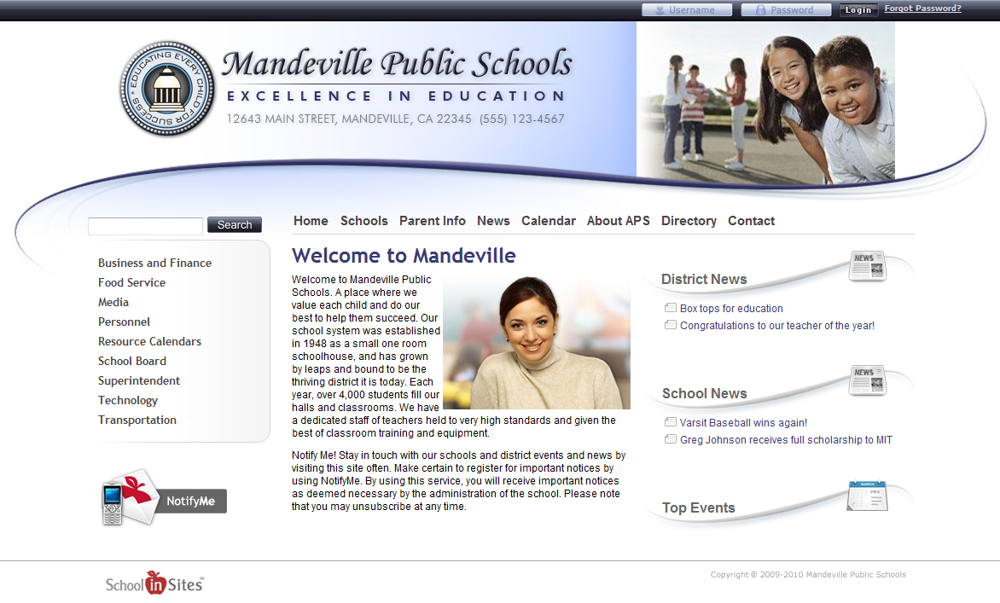 Username
Password
Login
Forgot Password?
EDUCATING EVERY CHILD FOR SUCCESS
Mandeville Public Schools
EXCELLENCE IN EDUCATION
12643 MAIN STREET, MANDEVILLE, CA 22345 (555) 123-4567
Search
Home Schools Parent Info News Calendar About APS Directory Contact
Business and Finance
Food Service
Media
Personnel
Resource Calendars
School Board
Superintendent
Technology
Transportation
NotifyMe
Welcome to Mandeville
Welcome to Mandeville Public
Schools. A place where we
value each child and do our
best to help them succeed. Our
school system was established
in 1948 as a small one room
schoolhouse, and has grown
by leaps and bound to be the
thriving district it is today. Each
year, over 4,000 students fill our
halls and classrooms. We have
a dedicated staff of teachers held to very high standards and given the
best of classroom training and equipment.
Notify Me! Stay in touch with our schools and district events and news by
visiting this site often. Make certain to register for important notices by
using NotifyMe. By using this service, you will receive important notices
as deemed necessary by the administration of the school. Please note
that you may unsubscribe at any time.
NEWS
District News
Box tops for education
Congratulations to our teacher of the year!
NEWS
School News
Varsit Baseball wins again!
Greg Johnson receives full scholarship to MIT
MARCH
Top Events
School in Sites™
Copyright © 2009-2010 Mandeville Public Schools